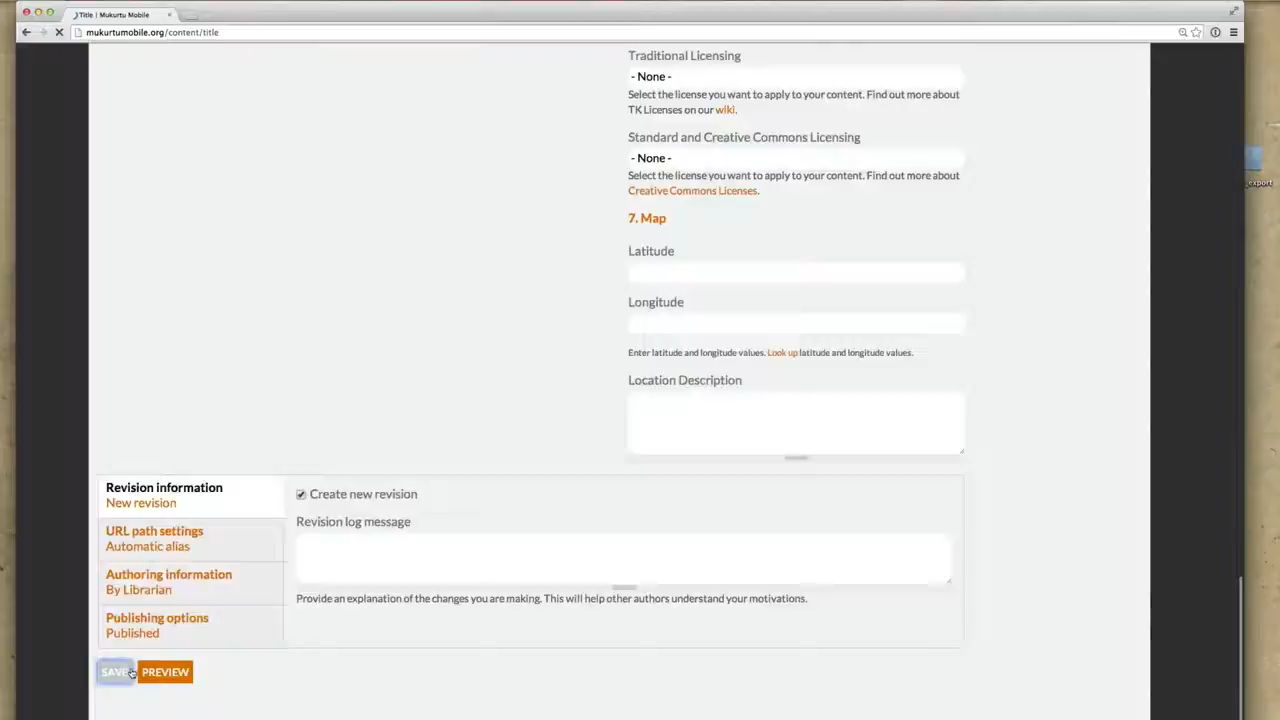 Title | Mukurtu Mobile
mukurtumobile.org/content/title
Traditional Licensing
- None -
Select the license you want to apply to your content. Find out more about
TK Licenses on our wiki.
Standard and Creative Commons Licensing
- None -
Select the license you want to apply to your content. Find out more about
Creative Commons Licenses.
_export
7. Map
Latitude
Longitude
Enter latitude and longitude values. Look up latitude and longitude values.
Location Description
Revision information
New revision
Create new revision
Revision log message
URL path settings
Automatic alias
Authoring information
By Librarian
Provide an explanation of the changes you are making. This will help other authors understand your motivations.
Publishing options
Published
SAVE
PREVIEW